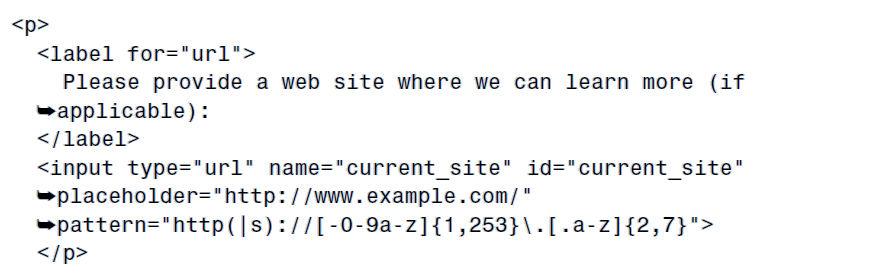 <p>
  <label for="url">
    Please provide a web site where we can learn more (if
  ➥applicable):
  </label>
  <input type="url" name="current_site" id="current_site"
  ➥placeholder="http://www.example.com/"
  ➥pattern="http(|s)://[-0-9a-z]{1,253}\.[.a-z]{2,7}">
  </p>